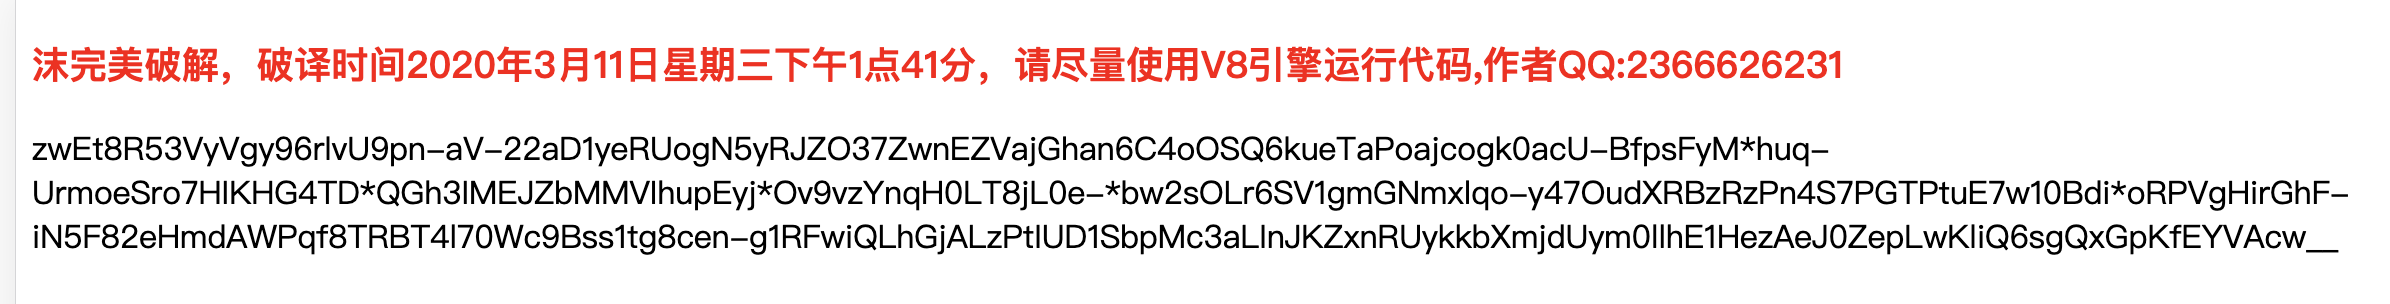 沫完美破解，破译时间2020年3月11日星期三下午1点41分，请尽量使用V8引擎运行代码,作者QQ:2366626231
zwEt8R53VyVgy96rlvU9pn-aV-22aD1yeRUogN5yRJZO37ZwnEZVajGhan6C4oOSQ6kueTaPoajcogk0acU-BfpsFyM*huq-
UrmoeSro7HlKHG4TD*QGh3lMEJZbMMVlhupEyj*Ov9vzYnqH0LT8jL0e-*bw2sOLr6SV1gmGNmxlqo-y47OudXRBzRzPn4S7PGTPtuE7w10Bdi*oRPVgHirGhF-
iN5F82eHmdAWPqf8TRBT4l70Wc9Bss1tg8cen-g1RFwiQLhGjALzPtlUD1SbpMc3aLlnJKZxnRUykkbXmjdUym0llhE1HezAeJ0ZepLwKliQ6sgQxGpKfEYVAcw__